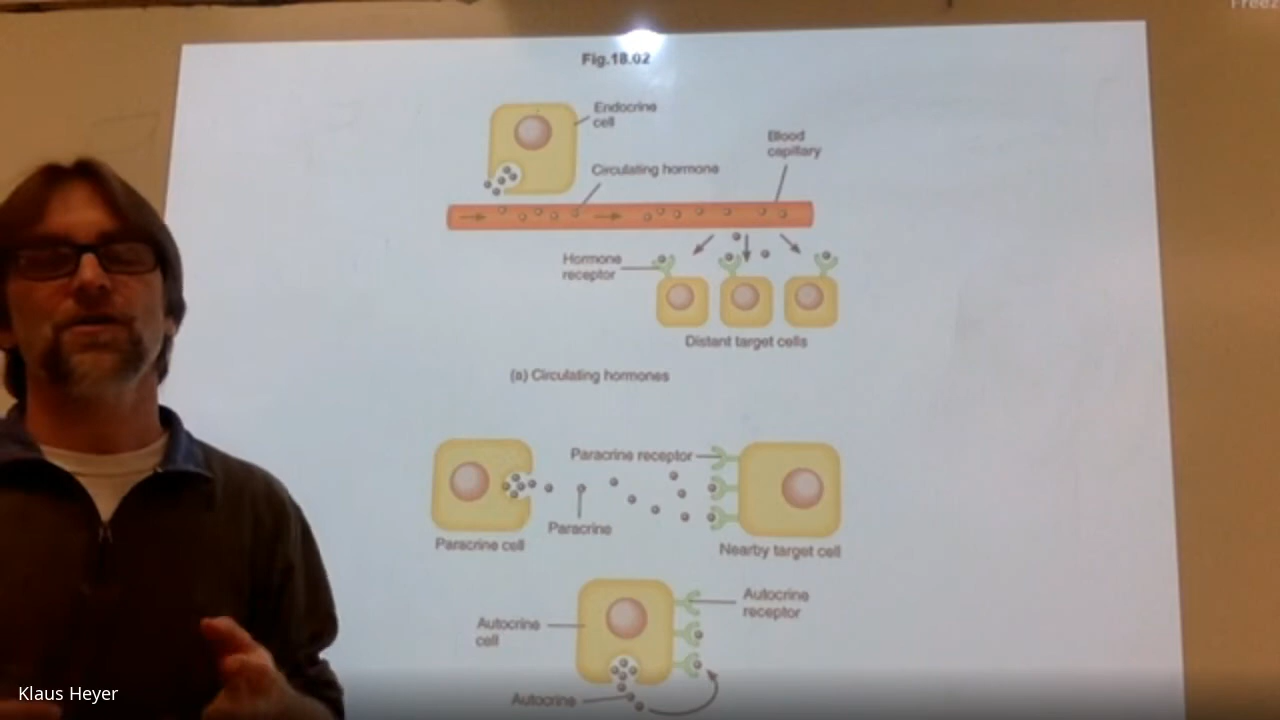 Freez
Fig.18.02
Endocrine
cell
Blood
capillary
Circulating hormone
Hormone
receptor
Distant target cells
(a) Circulating hormones
Paracrine receptor
Paracrine
Paracrine cell
Nearby target cell
Autocrine
receptor
Autocrine
cell
Autocrine
Klaus Heyer